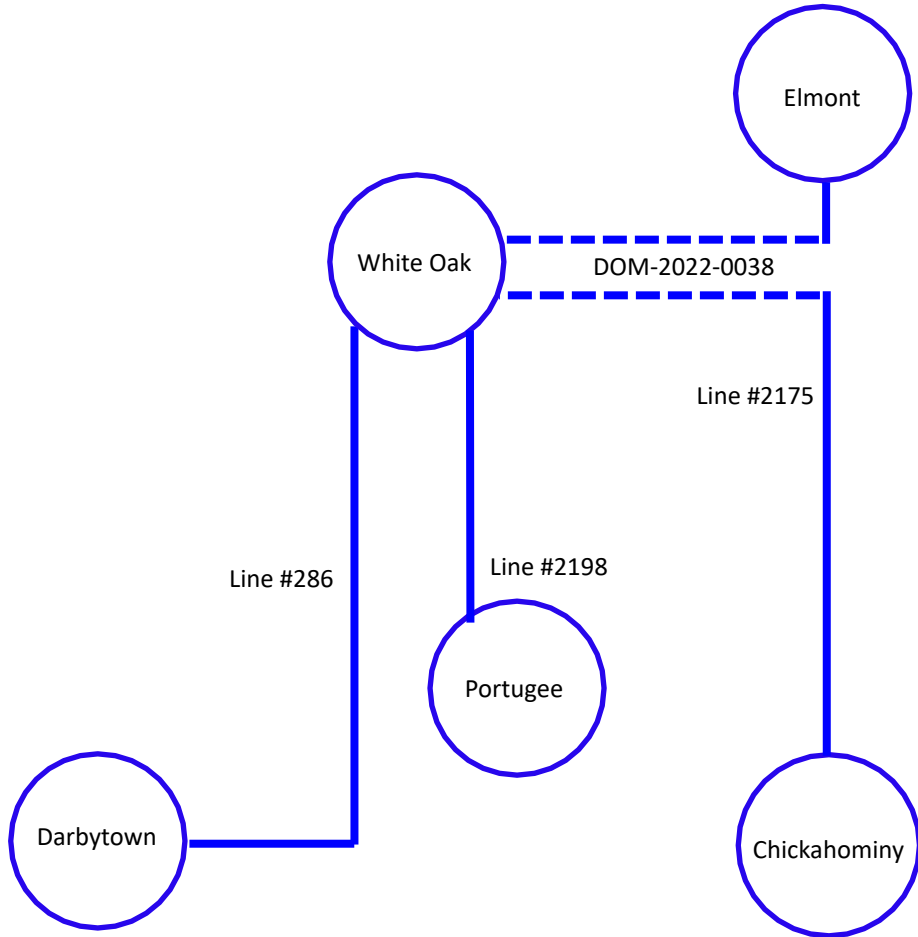 Elmont
White Oak
DOM-2022-0038
Line #2175
Line #2198
Line #286
Portugee
Darbytown
Chickahominy